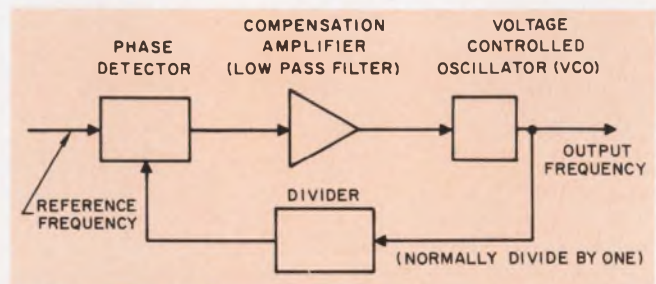 PHASE
DETECTOR
COMPENSATION
AMPLIFIER
(LOW PASS FILTER)
VOLTAGE
CONTROLLED
OSCILLATOR (VCO)
REFERENCE
FREQUENCY
DIVIDER
OUTPUT
FREQUENCY
(NORMALLY DIVIDE BY ONE)